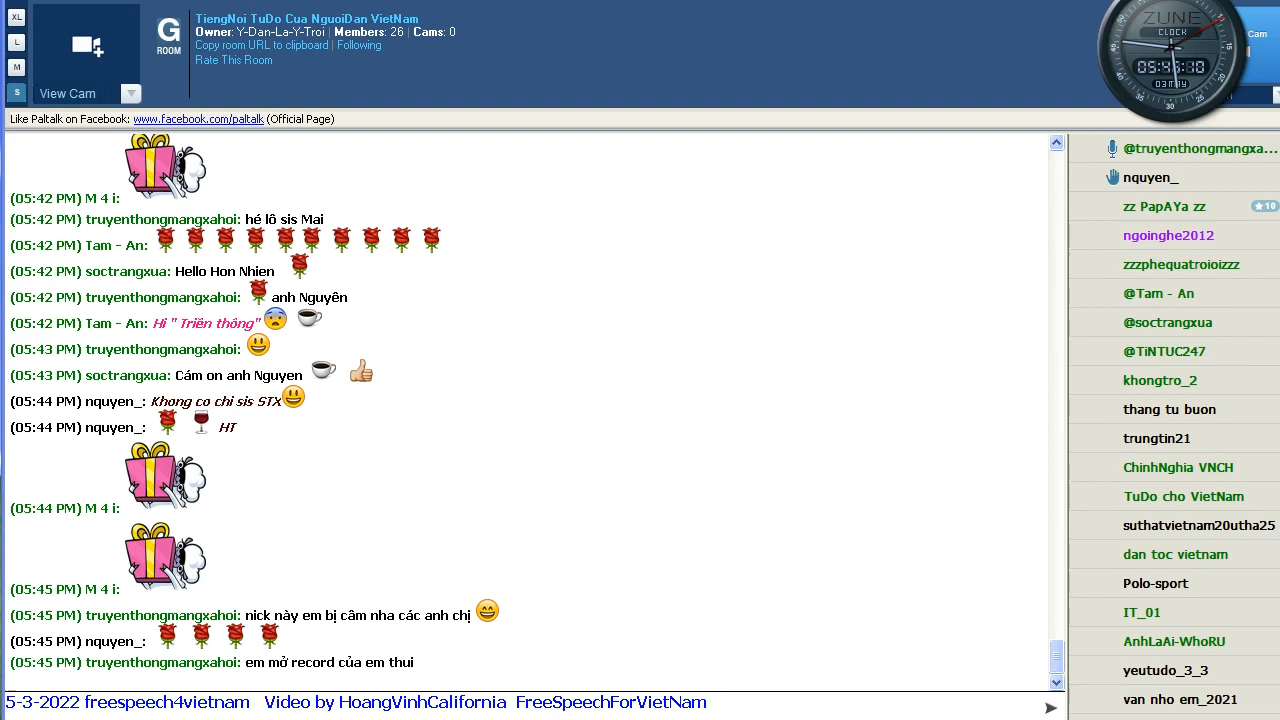 XL
L
M
S
View Cam
G
ROOM
TiengNoi TuDo Cua NguoiDan VietNam
Owner: Y-Dan-La-Y-Troi | Members: 26 | Cams: 0
Copy room URL to clipboard | Following
Rate This Room
ZUNE
CLOCK
05:45:10
03 MAY
Cam
Like Paltalk on Facebook: www.facebook.com/paltalk (Official Page)
(05:42 PM) M 4 i:
(05:42 PM) truyenthongmangxahoi: hé lô sis Mai
(05:42 PM) Tam - An:
(05:42 PM) soctrangxua: Hello Hon Nhien
(05:42 PM) truyenthongmangxahoi: anh Nguyên
(05:42 PM) Tam - An: Hi " Triền thông"
(05:43 PM) truyenthongmangxahoi:
(05:43 PM) soctrangxua: Cám on anh Nguyen
(05:44 PM) nquyen_: Khong co chi sis STX
(05:44 PM) nquyen_: HT
(05:44 PM) M 4 i:
(05:45 PM) M 4 i:
(05:45 PM) truyenthongmangxahoi: nick này em bị câm nha các anh chị
(05:45 PM) nquyen_:
(05:45 PM) truyenthongmangxahoi: em mở record của em thui
@truyenthongmangxa...
nquyen_
zz PapAYa zz
10
ngoinghe2012
zzzphequatroioizzz
@Tam - An
@soctrangxua
@TiNTUC247
khongtro_2
thang tu buon
trungtin21
ChinhNghia VNCH
TuDo cho VietNam
suthatvietnam20utha25
dan toc vietnam
Polo-sport
IT_01
AnhLaAi-WhoRU
yeutudo_3_3
van nho em_2021
5-3-2022 freespeech4vietnam Video by HoangVinhCalifornia FreeSpeechForVietNam